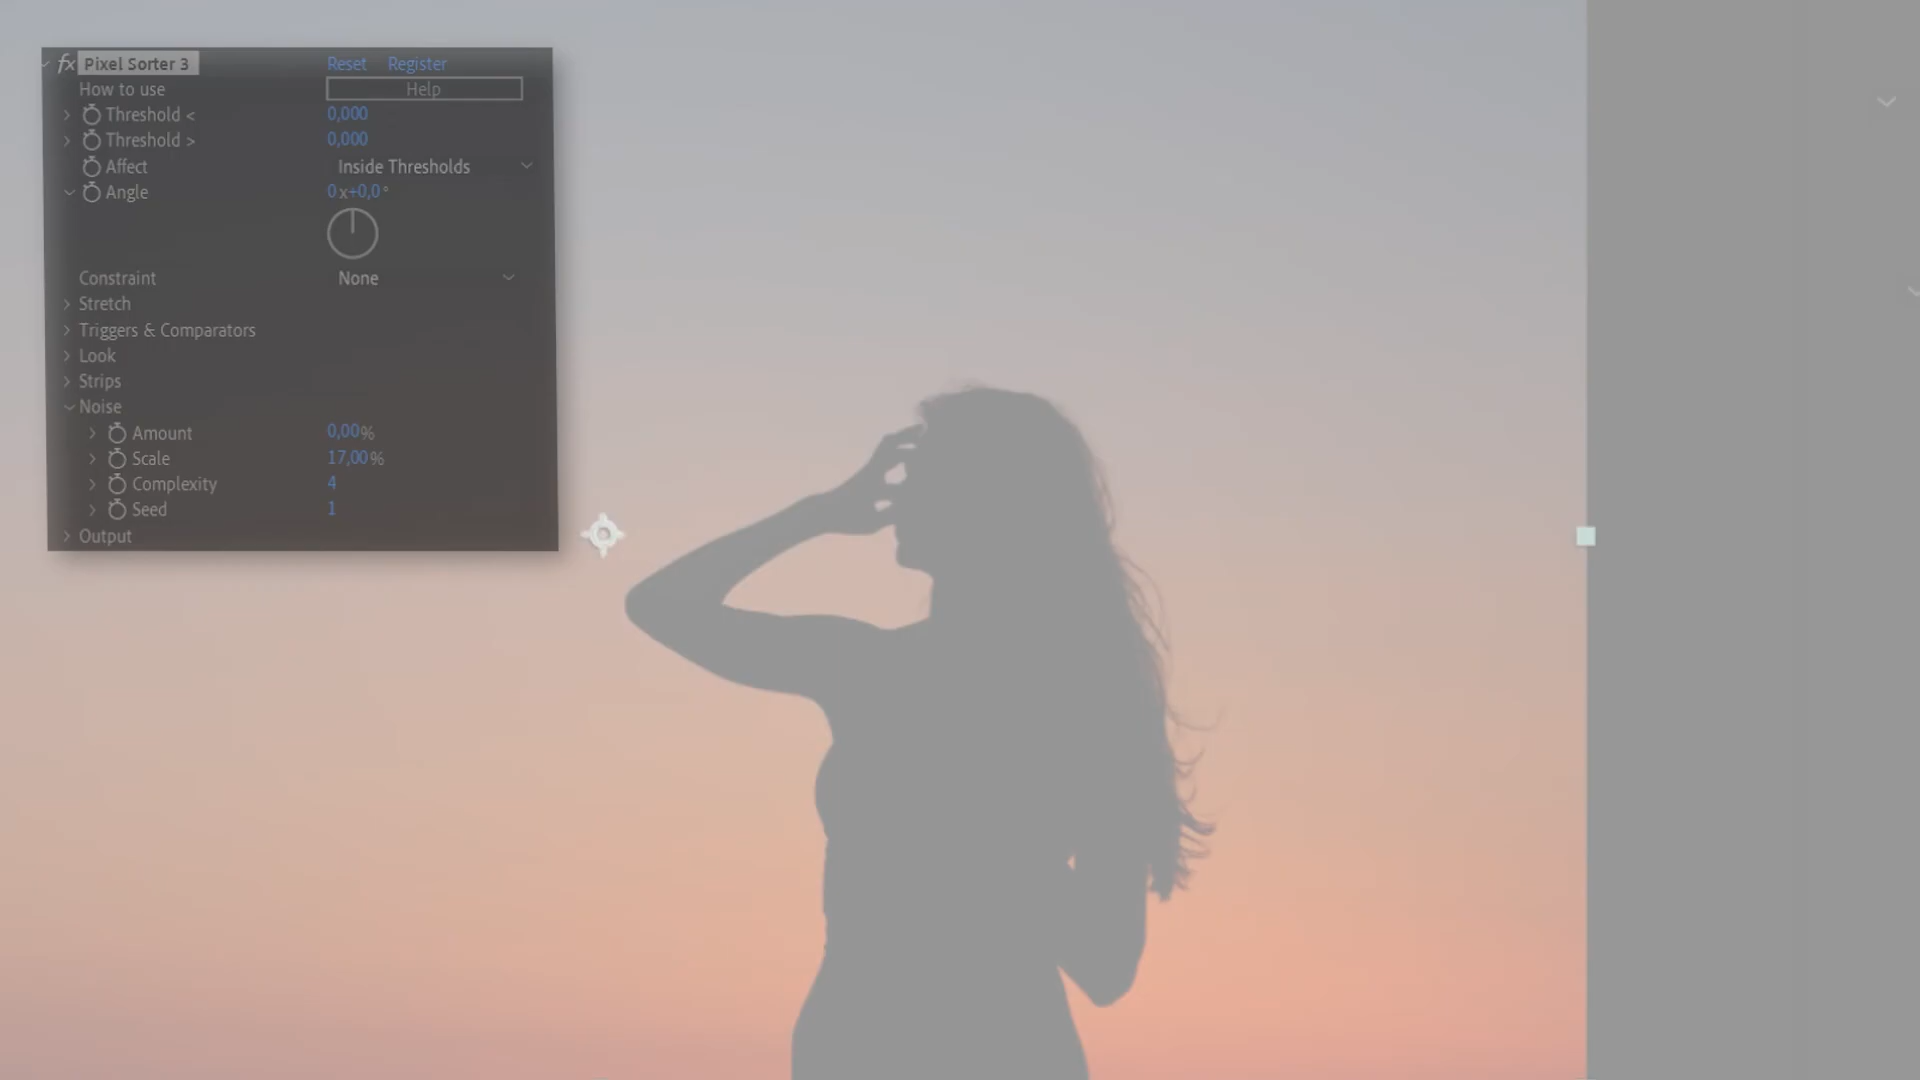 fx Pixel Sorter 3 Reset Register
How to use Help
Threshold < 0,000
Threshold > 0,000
Affect Inside Thresholds
Angle 0x+0,0°
Constraint None
Stretch
Triggers & Comparators
Look
Strips
Noise
Amount 0,00%
Scale 17,00%
Complexity 4
Seed 1
Output